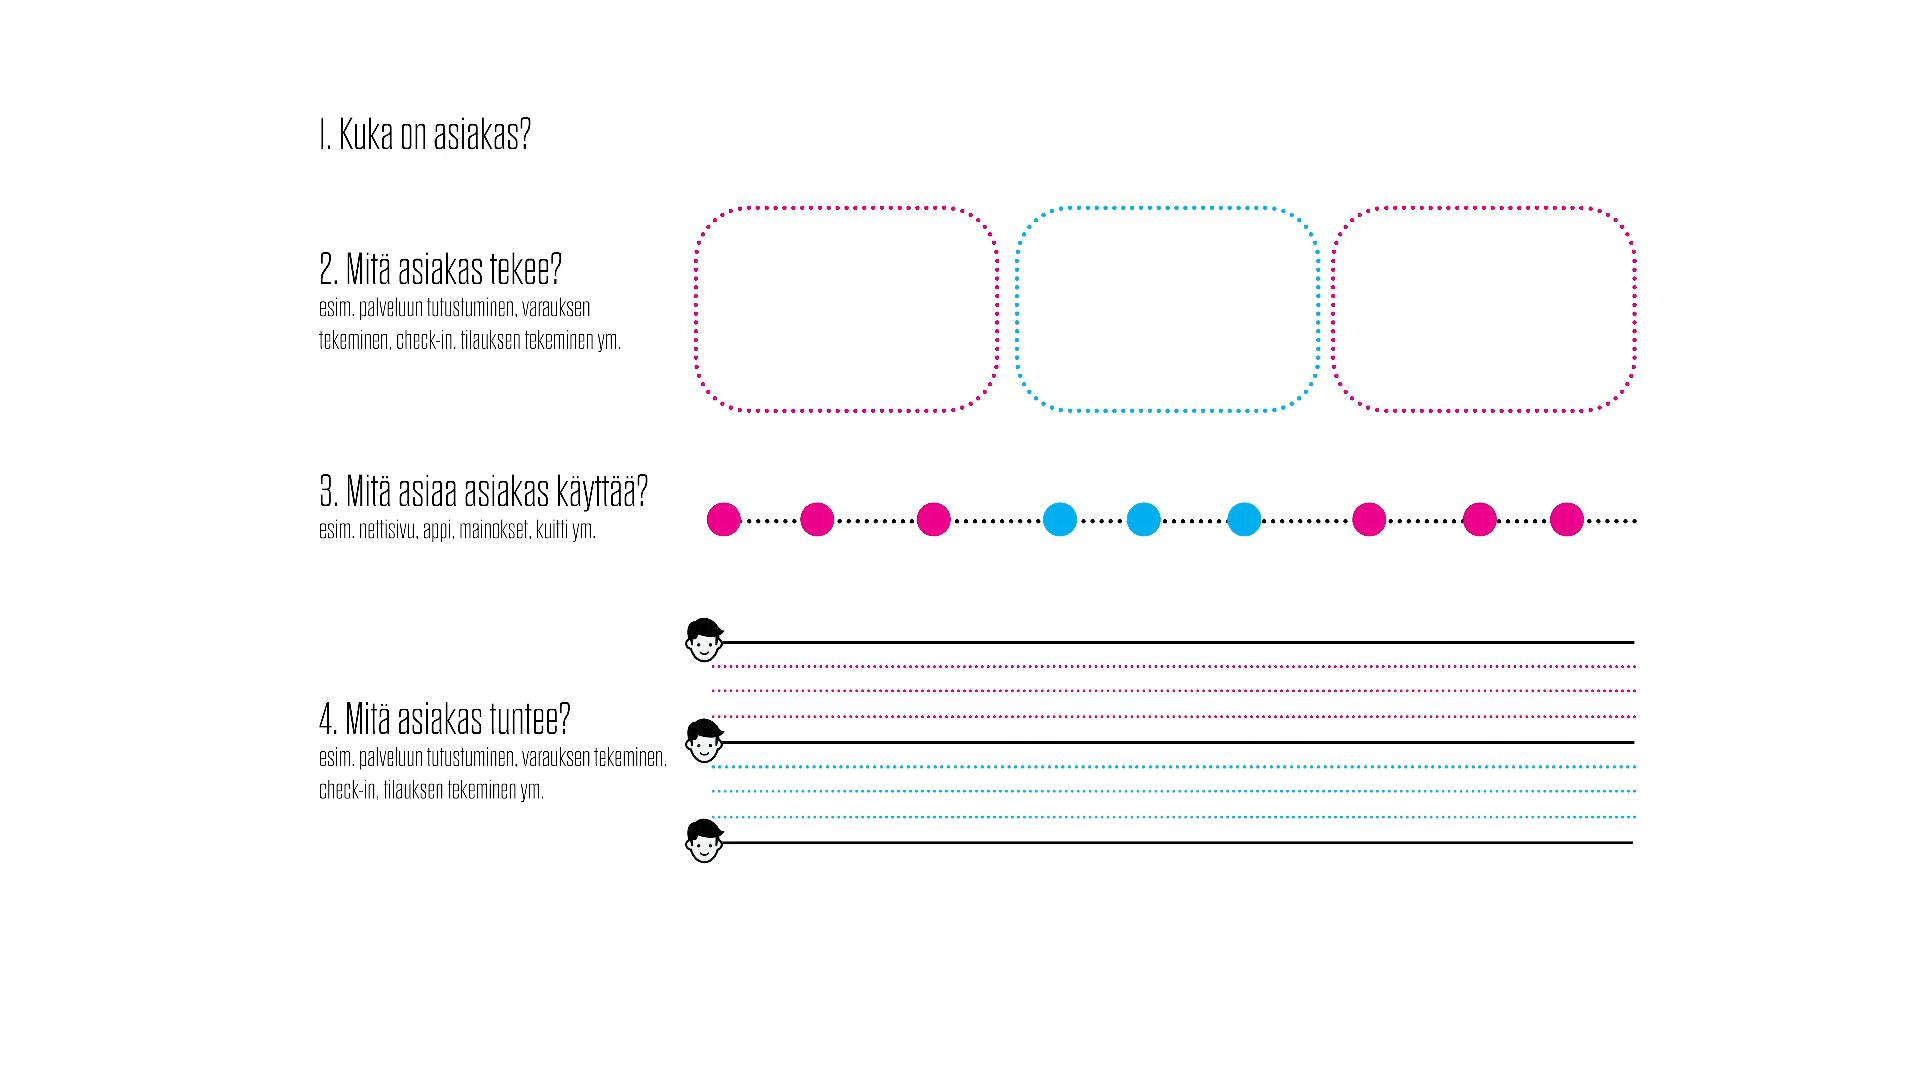 1. Kuka on asiakas?
2. Mitä asiakas tekee?
esim. palveluun tutustuminen, varauksen
tekeminen, check-in, tilauksen tekeminen ym.
3. Mitä asiaa asiakas käyttää?
esim. nettisivu, appi, mainokset, kuitti ym.
4. Mitä asiakas tuntee?
esim. palveluun tutustuminen, varauksen tekeminen,
check-in, tilauksen tekeminen ym.